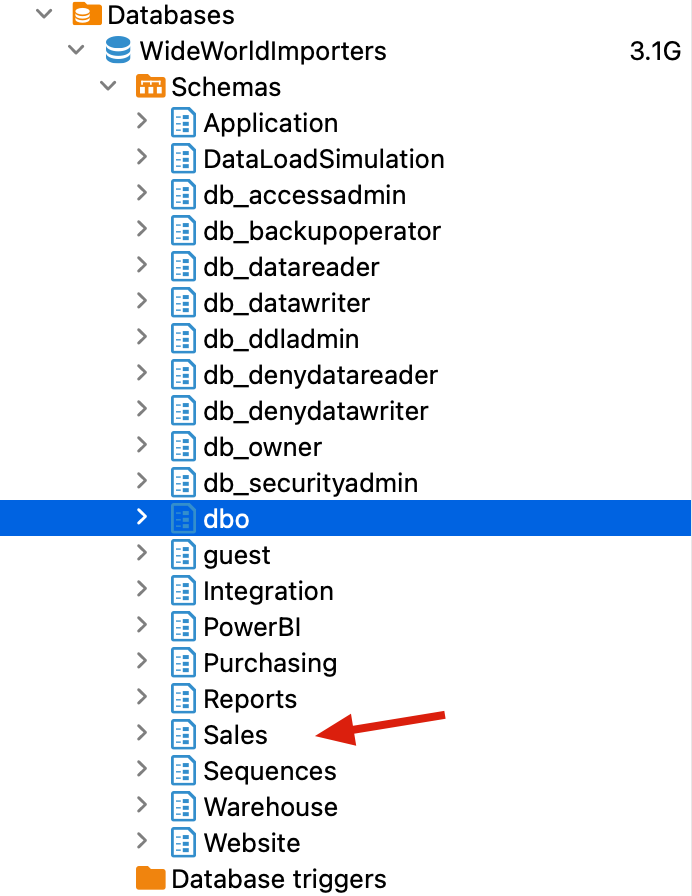 Databases
WideWorldImporters 3.1G
Schemas
Application
DataLoadSimulation
db_accessadmin
db_backupoperator
db_datareader
db_datawriter
db_ddladmin
db_denydatareader
db_denydatawriter
db_owner
db_securityadmin
dbo
guest
Integration
PowerBI
Purchasing
Reports
Sales
Sequences
Warehouse
Website
Database triggers